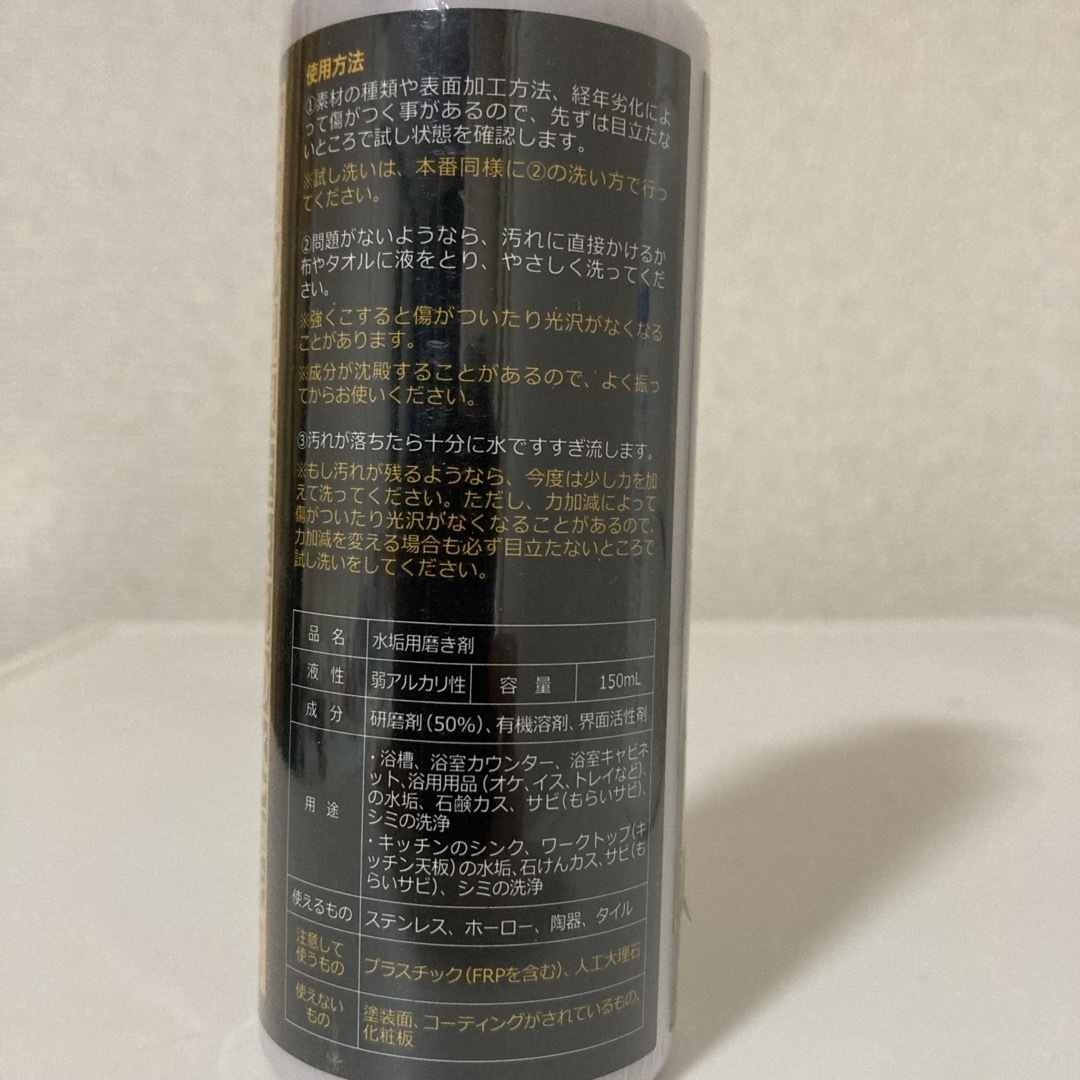 使用方法
①素材の種類や表面加工方法、経年劣化によ
って傷がつく事があるので、先ずは目立たな
いところで試し状態を確認します。
※試し洗いは、本番同様に②の洗い方で行っ
てください。
②問題がないようなら、汚れに直接かけるか
布やタオルに液をとり、やさしく洗ってくだ
さい。
※強くこすると傷がついたり光沢がなくなる
ことがあります。
※成分が沈殿することがあるので、よく振っ
てからお使いください。
③汚れが落ちたら十分に水ですすぎ流します。
※もし汚れが残るようなら、今度は少し力を加
えて洗ってください。ただし、力加減によって
傷がついたり光沢がなくなることがあるので、
力加減を変える場合も必ず目立たないところで
試し洗いをしてください。
品名 水垢用磨き剤
液性 弱アルカリ性 容量 150mL
成分 研磨剤(50%)、有機溶剤、界面活性剤
用途
・浴槽、浴室カウンター、浴室キャビネ
ット、浴用用品(オケ、イス、トレイなど)、
の水垢、石鹸カス、サビ(もらいサビ)、
シミの洗浄
・キッチンのシンク、ワークトップ(キ
ッチン天板)の水垢、石けんカス、サビ(も
らいサビ)、シミの洗浄
使えるもの ステンレス、ホーロー、陶器、タイル
注意して
使うもの
プラスチック(FRPを含む)、人工大理石
使えない
もの
塗装面、コーティングがされているもの、
化粧板